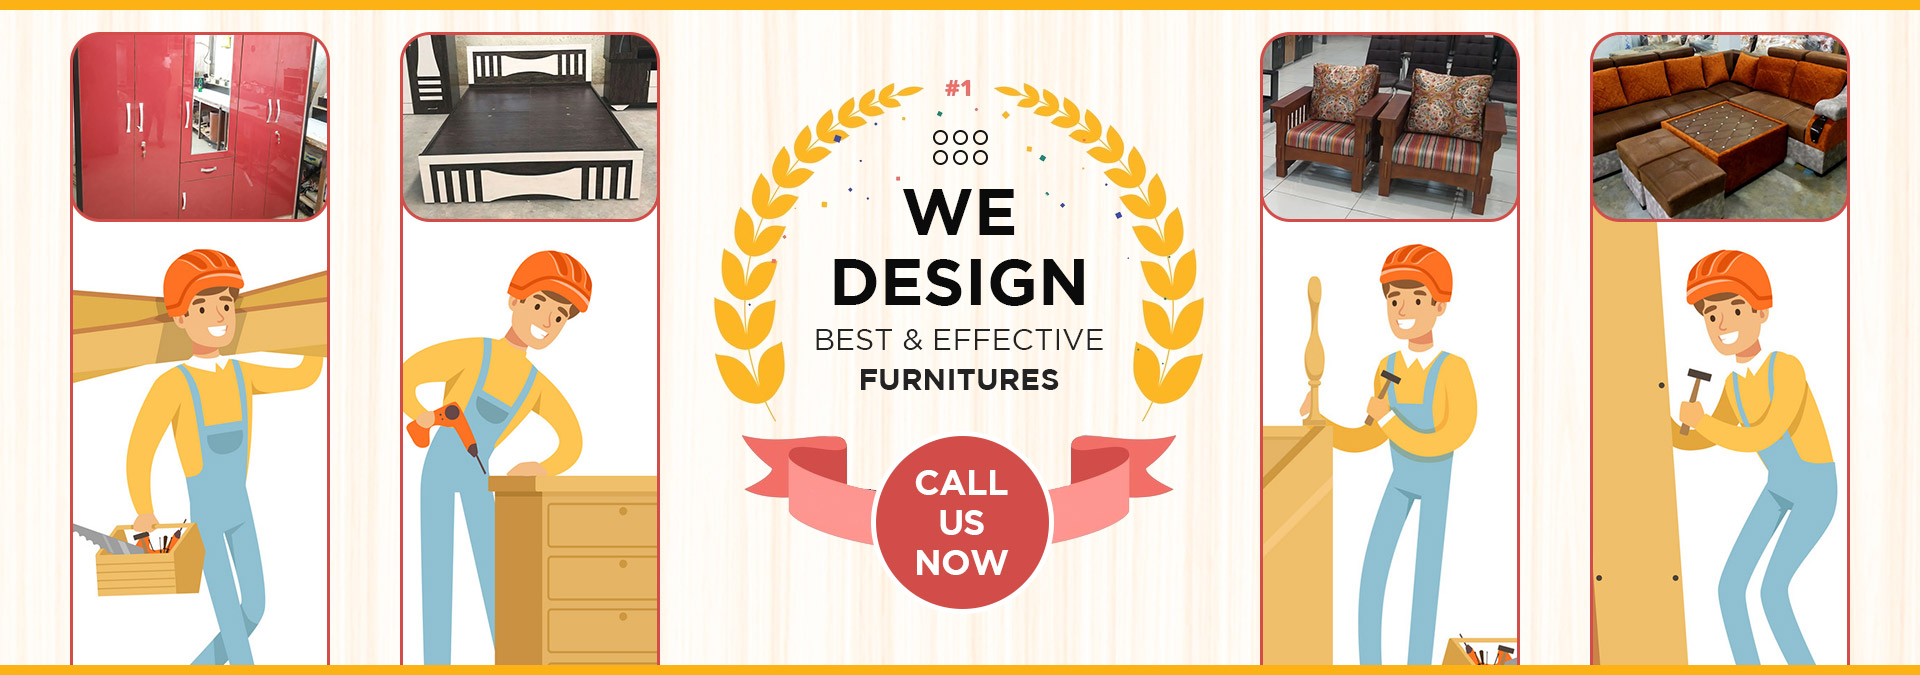 #1
WE
DESIGN
BEST & EFFECTIVE
FURNITURES
CALL
US
NOW